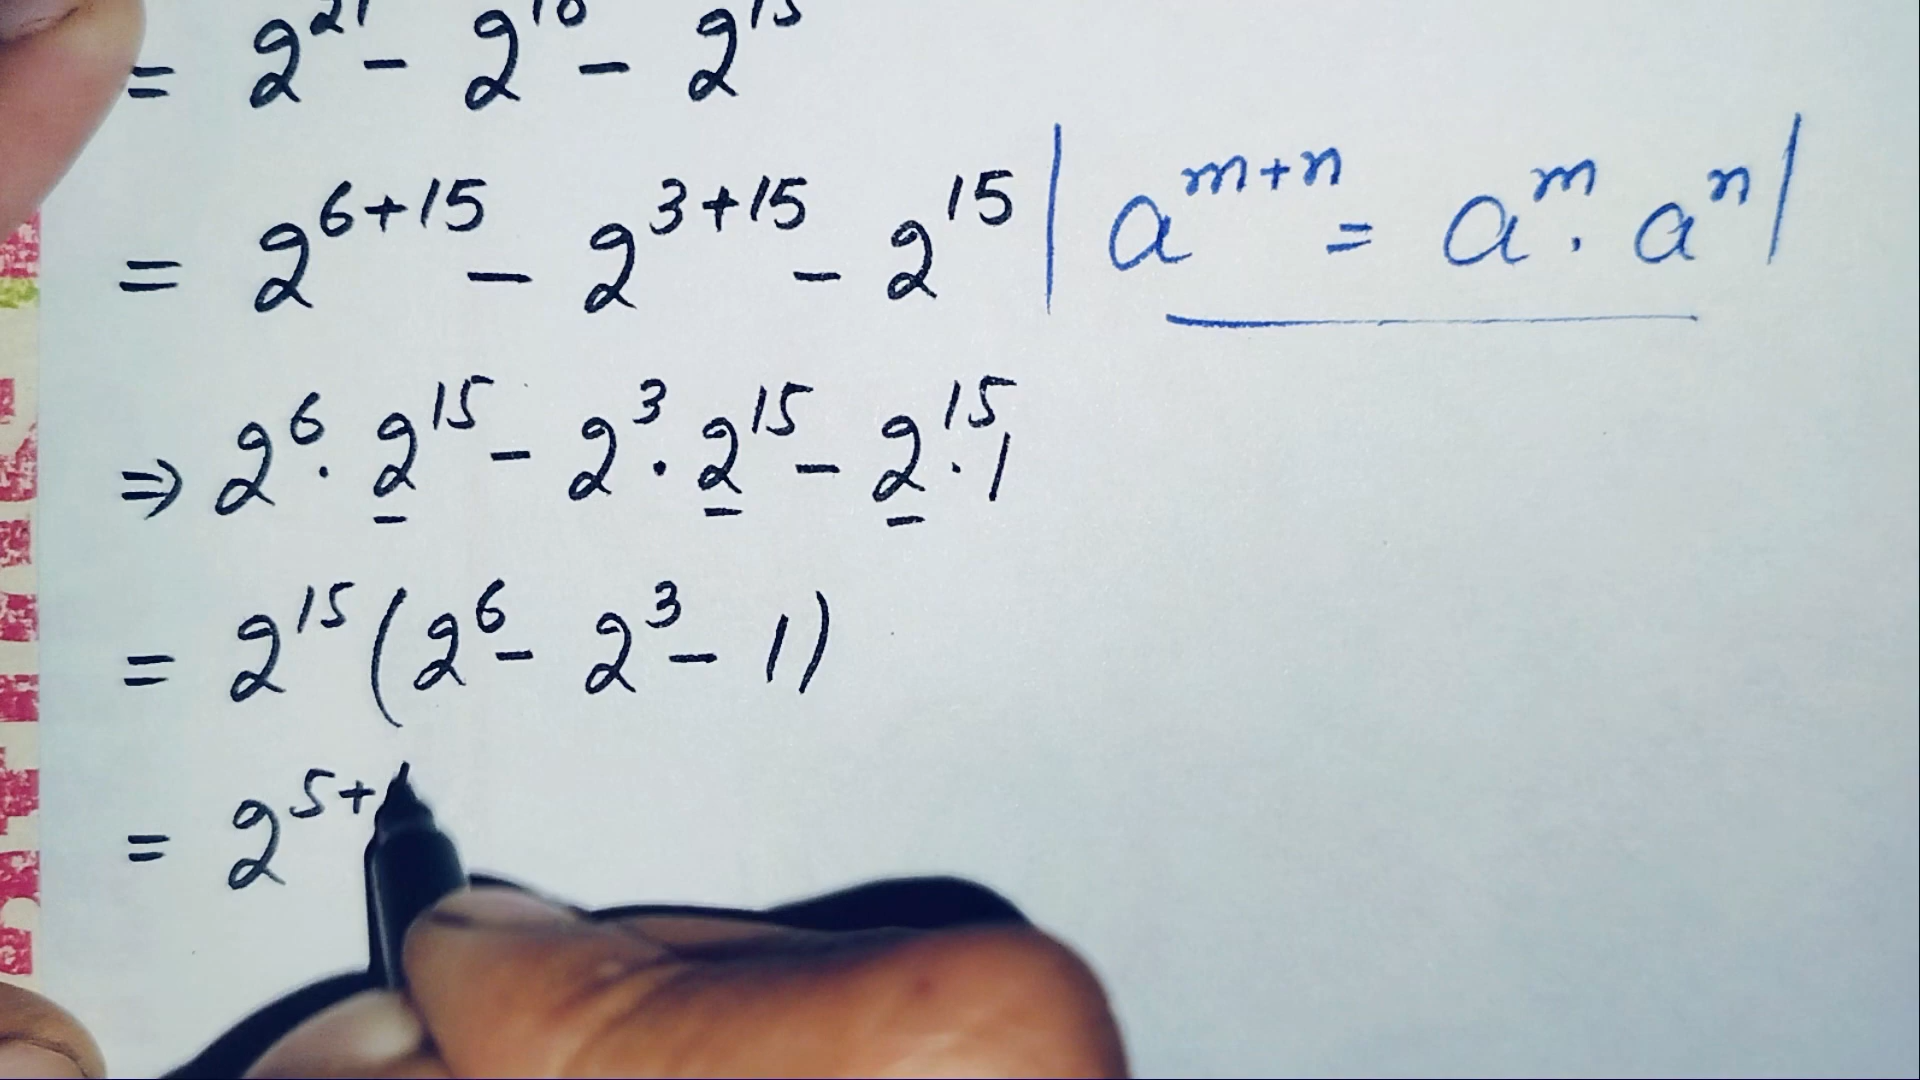 = 2^21 - 2^18 - 2^15
= 2^{6+15} - 2^{3+15} - 2^15 | a^{m+n} = a^m . a^n |
⇒ 2^6 . 2^15 - 2^3 . 2^15 - 2^15 . 1
= 2^15 (2^6 - 2^3 - 1)
= 2^{5+